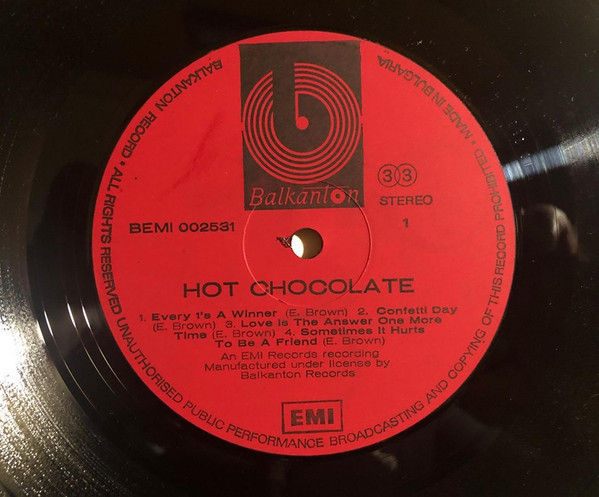 BALKANTON RECORD • ALL RIGHTS RESERVED UNAUTHORISED PUBLIC PERFORMANCE BROADCASTING AND COPYING OF THIS RECORD PROHIBITED • MADE IN BULGARIA
b
Balkanton
33
STEREO
BEMI 002531
1
HOT CHOCOLATE
1. Every 1's A Winner (E. Brown) 2. Confetti Day
(E. Brown) 3. Love Is The Answer One More
Time (E. Brown) 4. Sometimes It Hurts
To Be A Friend (E. Brown)
An EMI Records recording
Manufactured under license by
Balkanton Records
EMI